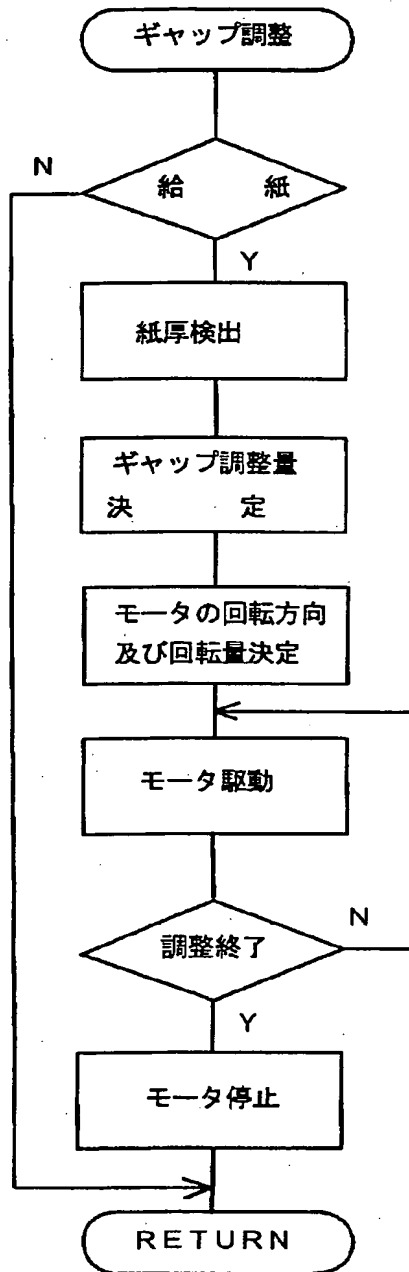 ギャップ調整
給 紙
N
Y
紙厚検出
ギャップ調整量
決 定
モータの回転方向
及び回転量決定
モータ駆動
調整終了
N
Y
モータ停止
RETURN